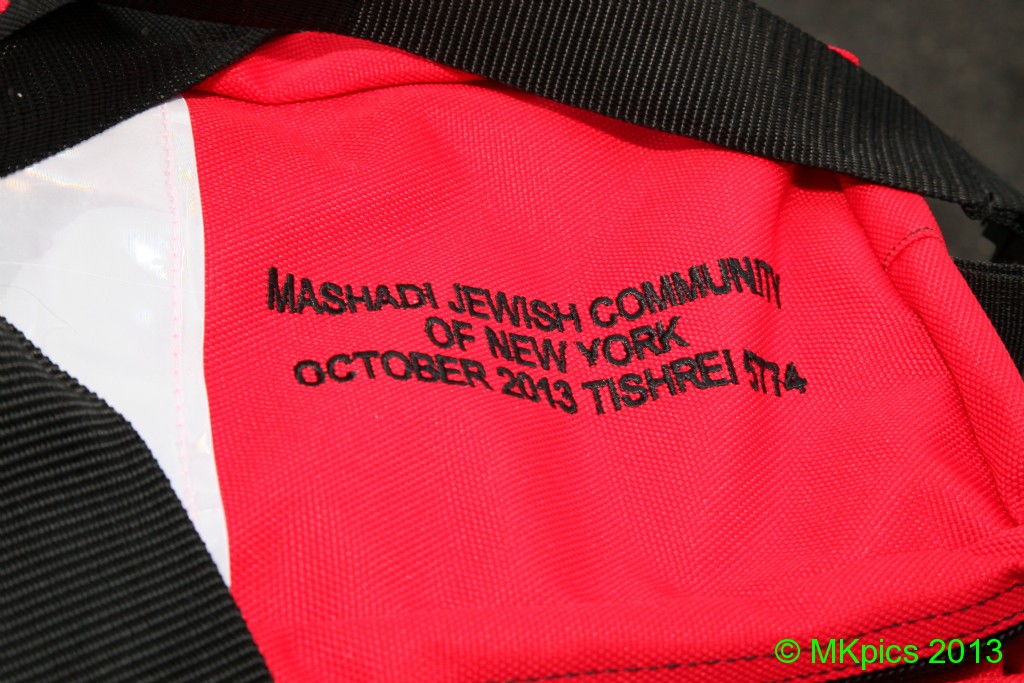 MASHADI JEWISH COMMUNITY
OF NEW YORK
OCTOBER 2013 TISHREI 5774
© MKpics 2013